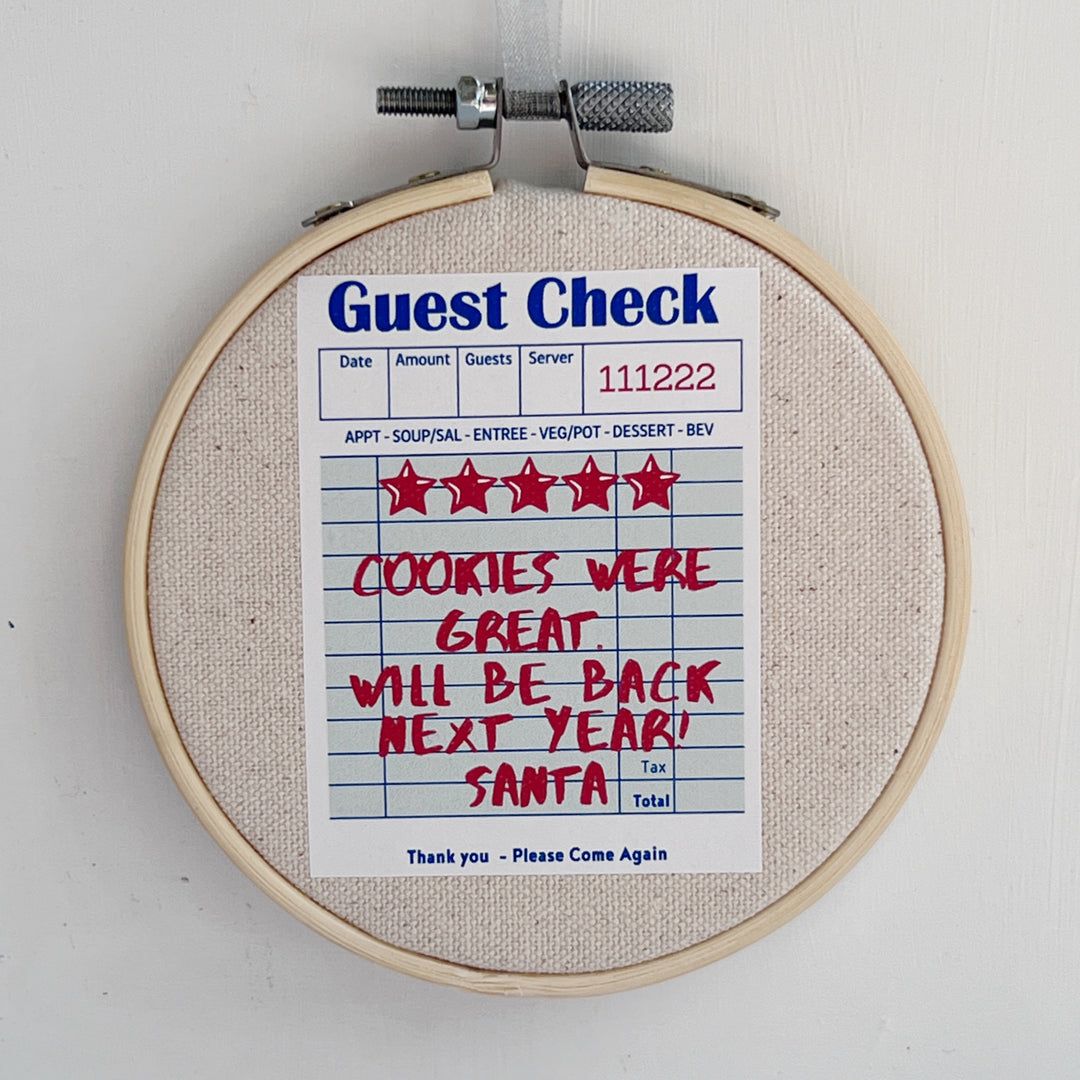 Guest Check
Date Amount Guests Server 111222
APPT - SOUP/SAL - ENTREE - VEG/POT - DESSERT - BEV
COOKIES WERE
GREAT.
WILL BE BACK
NEXT YEAR!
Tax
SANTA
Total
Thank you - Please Come Again